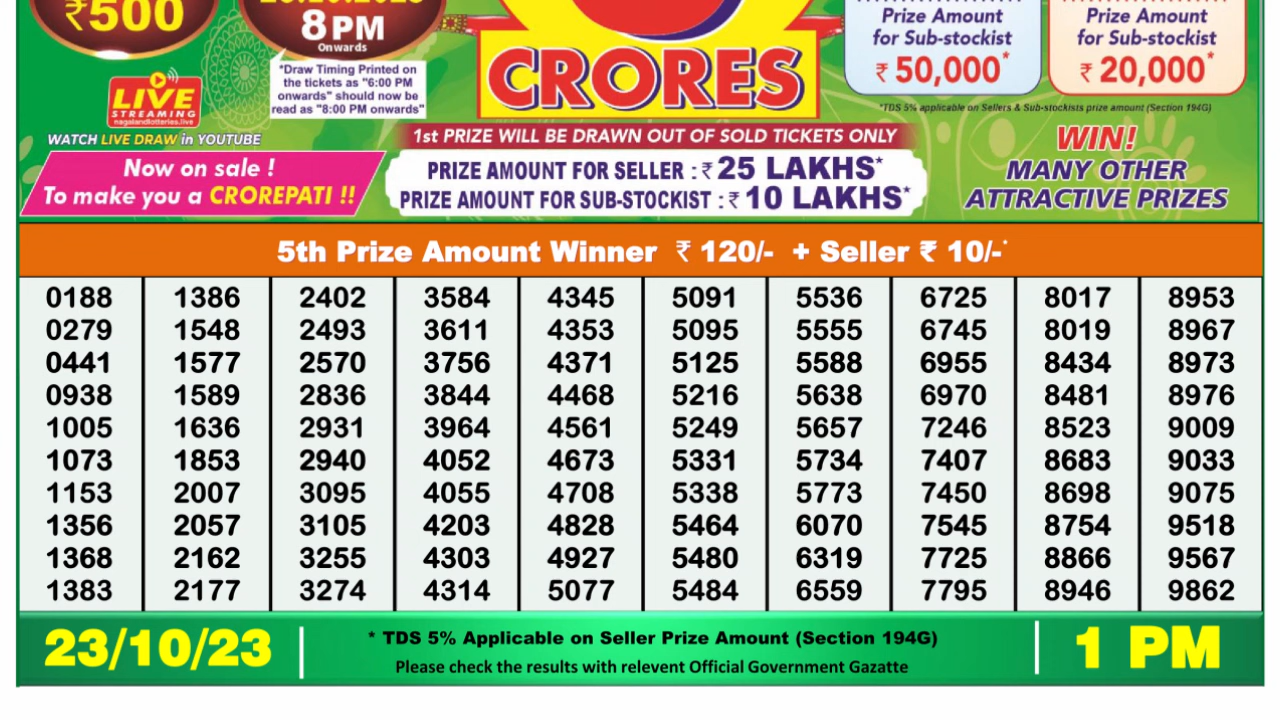 ₹500
8 PM
Onwards
*Draw Timing Printed on
the tickets as "6:00 PM
onwards" should now be
read as "8:00 PM onwards"
LIVE
STREAMING
nagalandlotteries.live
WATCH LIVE DRAW in YOUTUBE
CRORES
Prize Amount
for Sub-stockist
₹ 50,000*
Prize Amount
for Sub-stockist
₹ 20,000*
*TDS 5% applicable on Sellers & Sub-stockists prize amount (Section 194G)
Now on sale !
To make you a CROREPATI !!
1st PRIZE WILL BE DRAWN OUT OF SOLD TICKETS ONLY
PRIZE AMOUNT FOR SELLER : ₹ 25 LAKHS*
PRIZE AMOUNT FOR SUB-STOCKIST : ₹ 10 LAKHS*
WIN!
MANY OTHER
ATTRACTIVE PRIZES
5th Prize Amount Winner ₹ 120/- + Seller ₹ 10/-*
0188 1386 2402 3584 4345 5091 5536 6725 8017 8953
0279 1548 2493 3611 4353 5095 5555 6745 8019 8967
0441 1577 2570 3756 4371 5125 5588 6955 8434 8973
0938 1589 2836 3844 4468 5216 5638 6970 8481 8976
1005 1636 2931 3964 4561 5249 5657 7246 8523 9009
1073 1853 2940 4052 4673 5331 5734 7407 8683 9033
1153 2007 3095 4055 4708 5338 5773 7450 8698 9075
1356 2057 3105 4203 4828 5464 6070 7545 8754 9518
1368 2162 3255 4303 4927 5480 6319 7725 8866 9567
1383 2177 3274 4314 5077 5484 6559 7795 8946 9862
23/10/23
* TDS 5% Applicable on Seller Prize Amount (Section 194G)
Please check the results with relevent Official Government Gazatte
1 PM